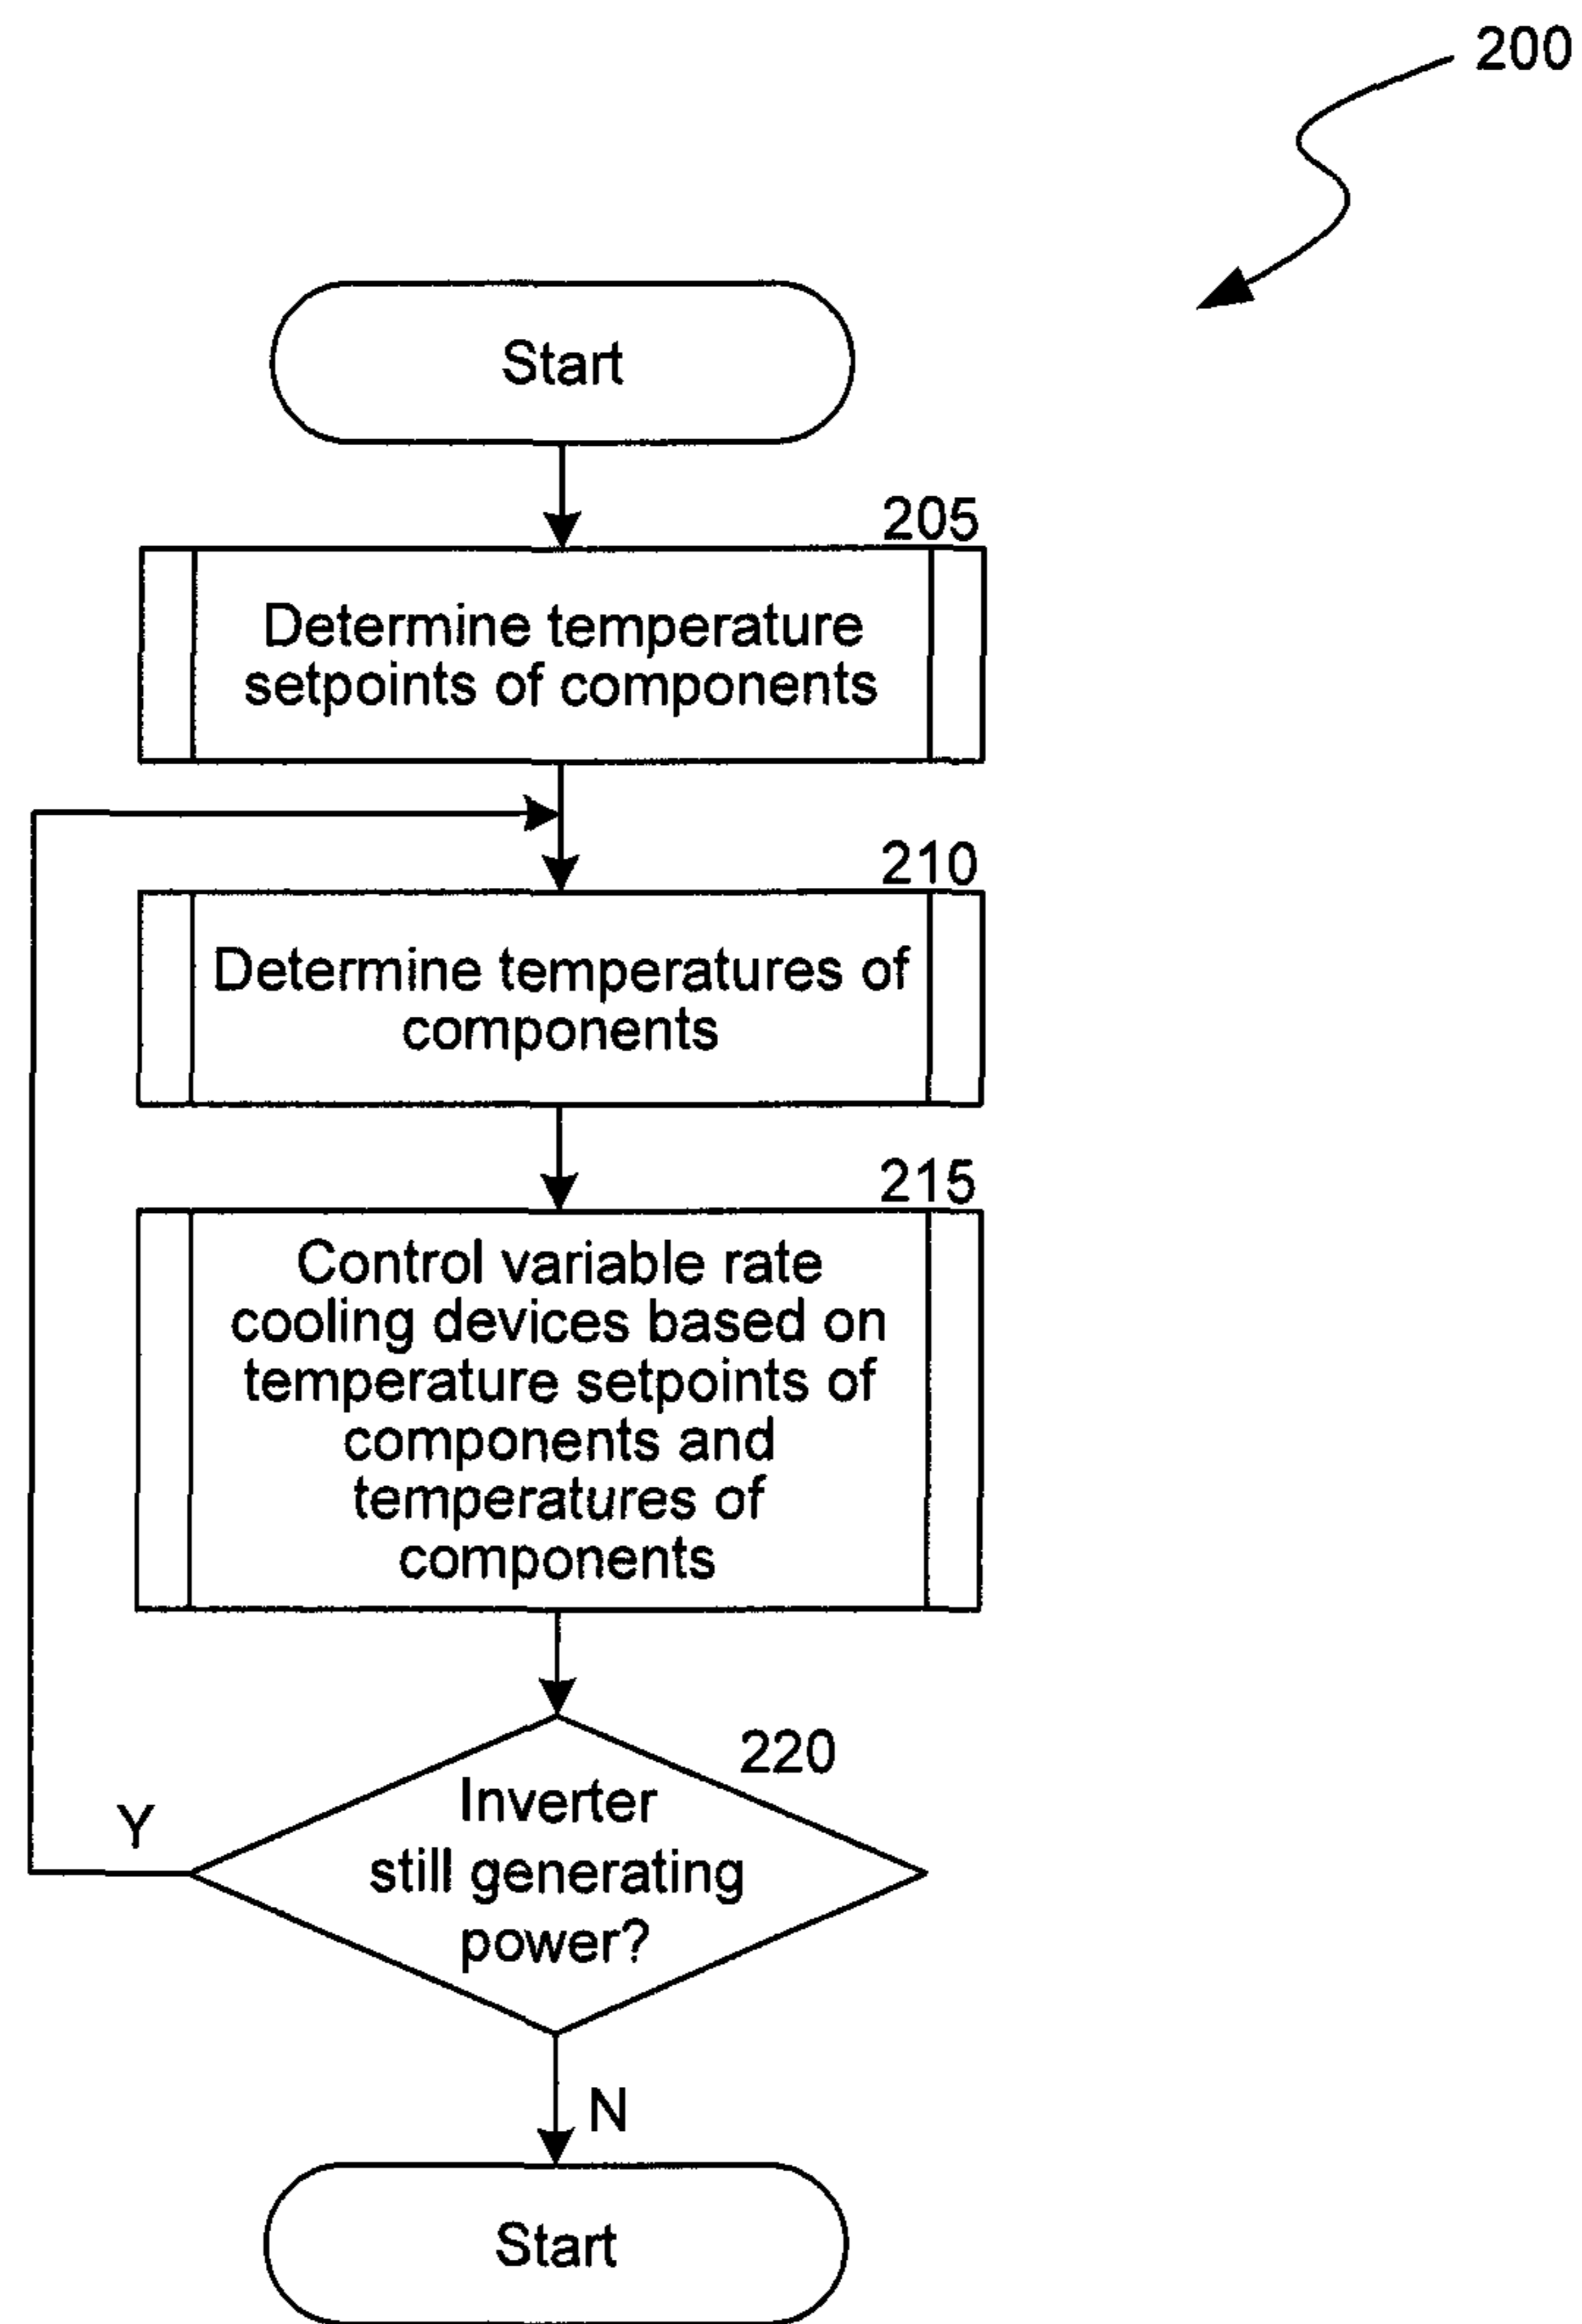 200
Start
205
Determine temperature
setpoints of components
210
Determine temperatures of
components
215
Control variable rate
cooling devices based on
temperature setpoints of
components and
temperatures of
components
220
Inverter
still generating
power?
Y
N
Start